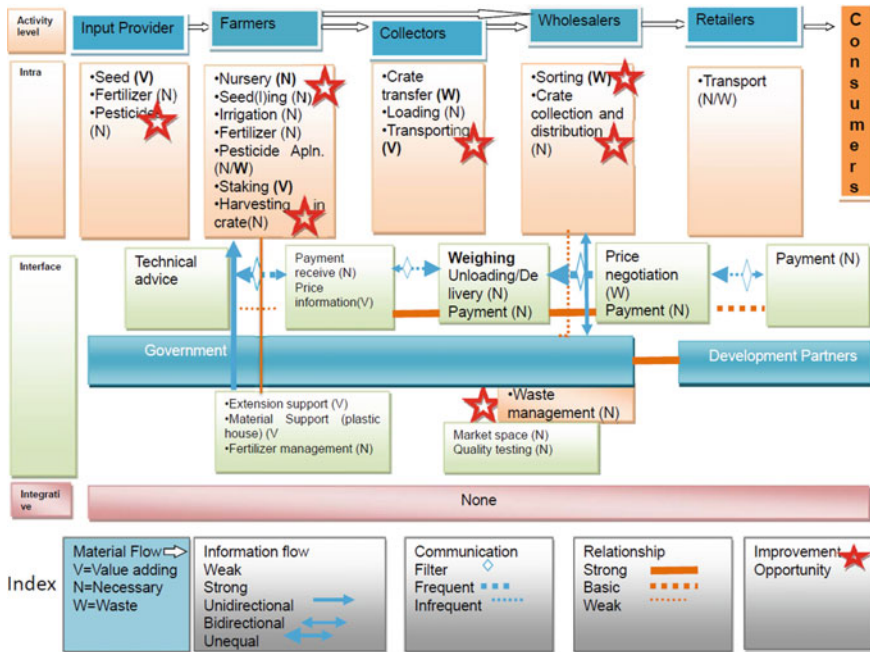 Activity level
Input Provider
Farmers
Collectors
Wholesalers
Retailers
Consumers
Intra
•Seed (V)
•Fertilizer (N)
•Pesticides
(N)
•Nursery (N)
•Seed(l)ing (N)
•Irrigation (N)
•Fertilizer (N)
•Pesticide Apln.
(N/W)
•Staking (V)
•Harvesting in
crate(N)
•Crate
transfer (W)
•Loading (N)
•Transporting
(V)
•Sorting (W)
•Crate
collection and
distribution
(N)
•Transport
(N/W)
Interface
Technical
advice
Payment
receive (N)
Price
information(V)
Weighing
Unloading/De
livery (N)
Payment (N)
Price
negotiation
(W)
Payment (N)
Payment (N)
Government
Development Partners
•Extension support (V)
•Material Support (plastic
house) (V
•Fertilizer management (N)
•Waste
management (N)
Market space (N)
Quality testing (N)
Integrati
ve
None
Index
Material Flow
V=Value adding
N=Necessary
W=Waste
Information flow
Weak
Strong
Unidirectional
Bidirectional
Unequal
Communication
Filter
Frequent
Infrequent
Relationship
Strong
Basic
Weak
Improvement
Opportunity